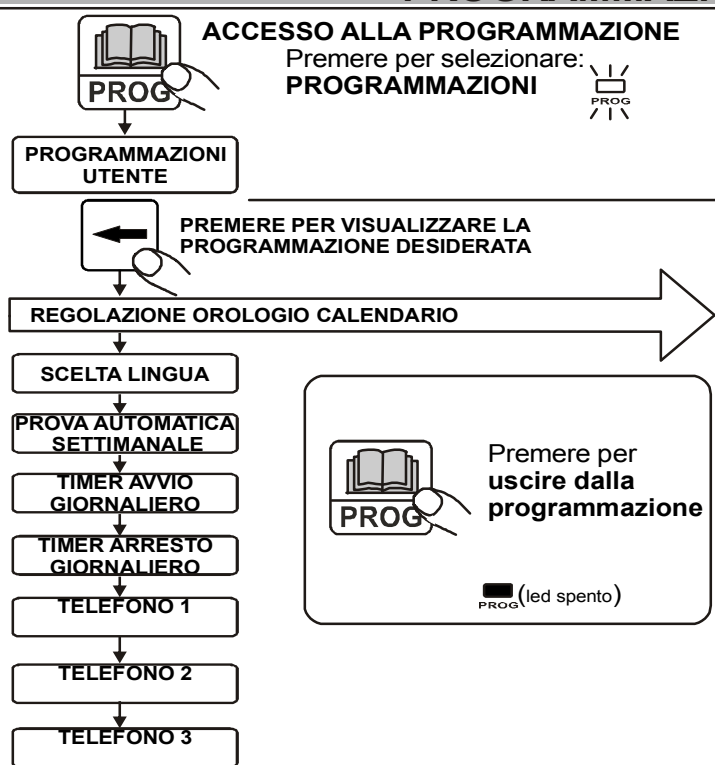 ACCESSO ALLA PROGRAMMAZIONE
Premere per selezionare:
PROGRAMMAZIONI
PROG
PROG
PROGRAMMAZIONI
UTENTE
PREMERE PER VISUALIZZARE LA
PROGRAMMAZIONE DESIDERATA
REGOLAZIONE OROLOGIO CALENDARIO
SCELTA LINGUA
PROVA AUTOMATICA
SETTIMANALE
TIMER AVVIO
GIORNALIERO
TIMER ARRESTO
GIORNALIERO
TELEFONO 1
TELEFONO 2
TELEFONO 3
Premere per
uscire dalla
programmazione
PROG
PROG (led spento)